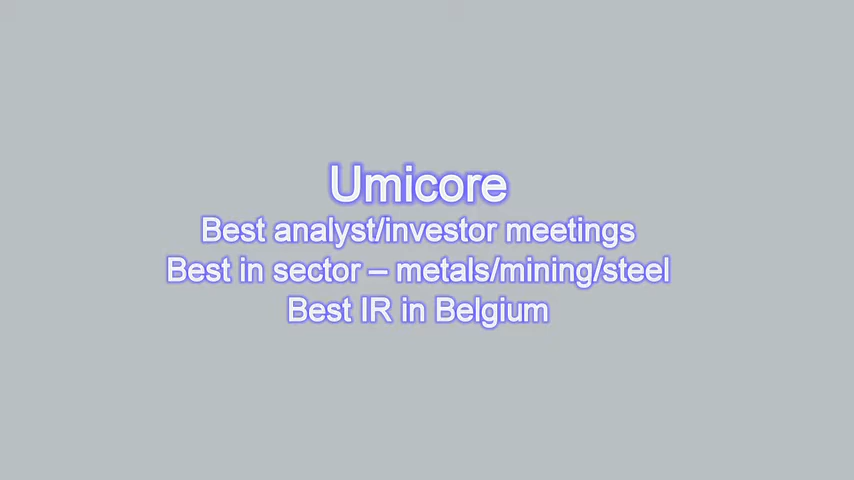 Umicore
Best analyst/investor meetings
Best in sector – metals/mining/steel
Best IR in Belgium